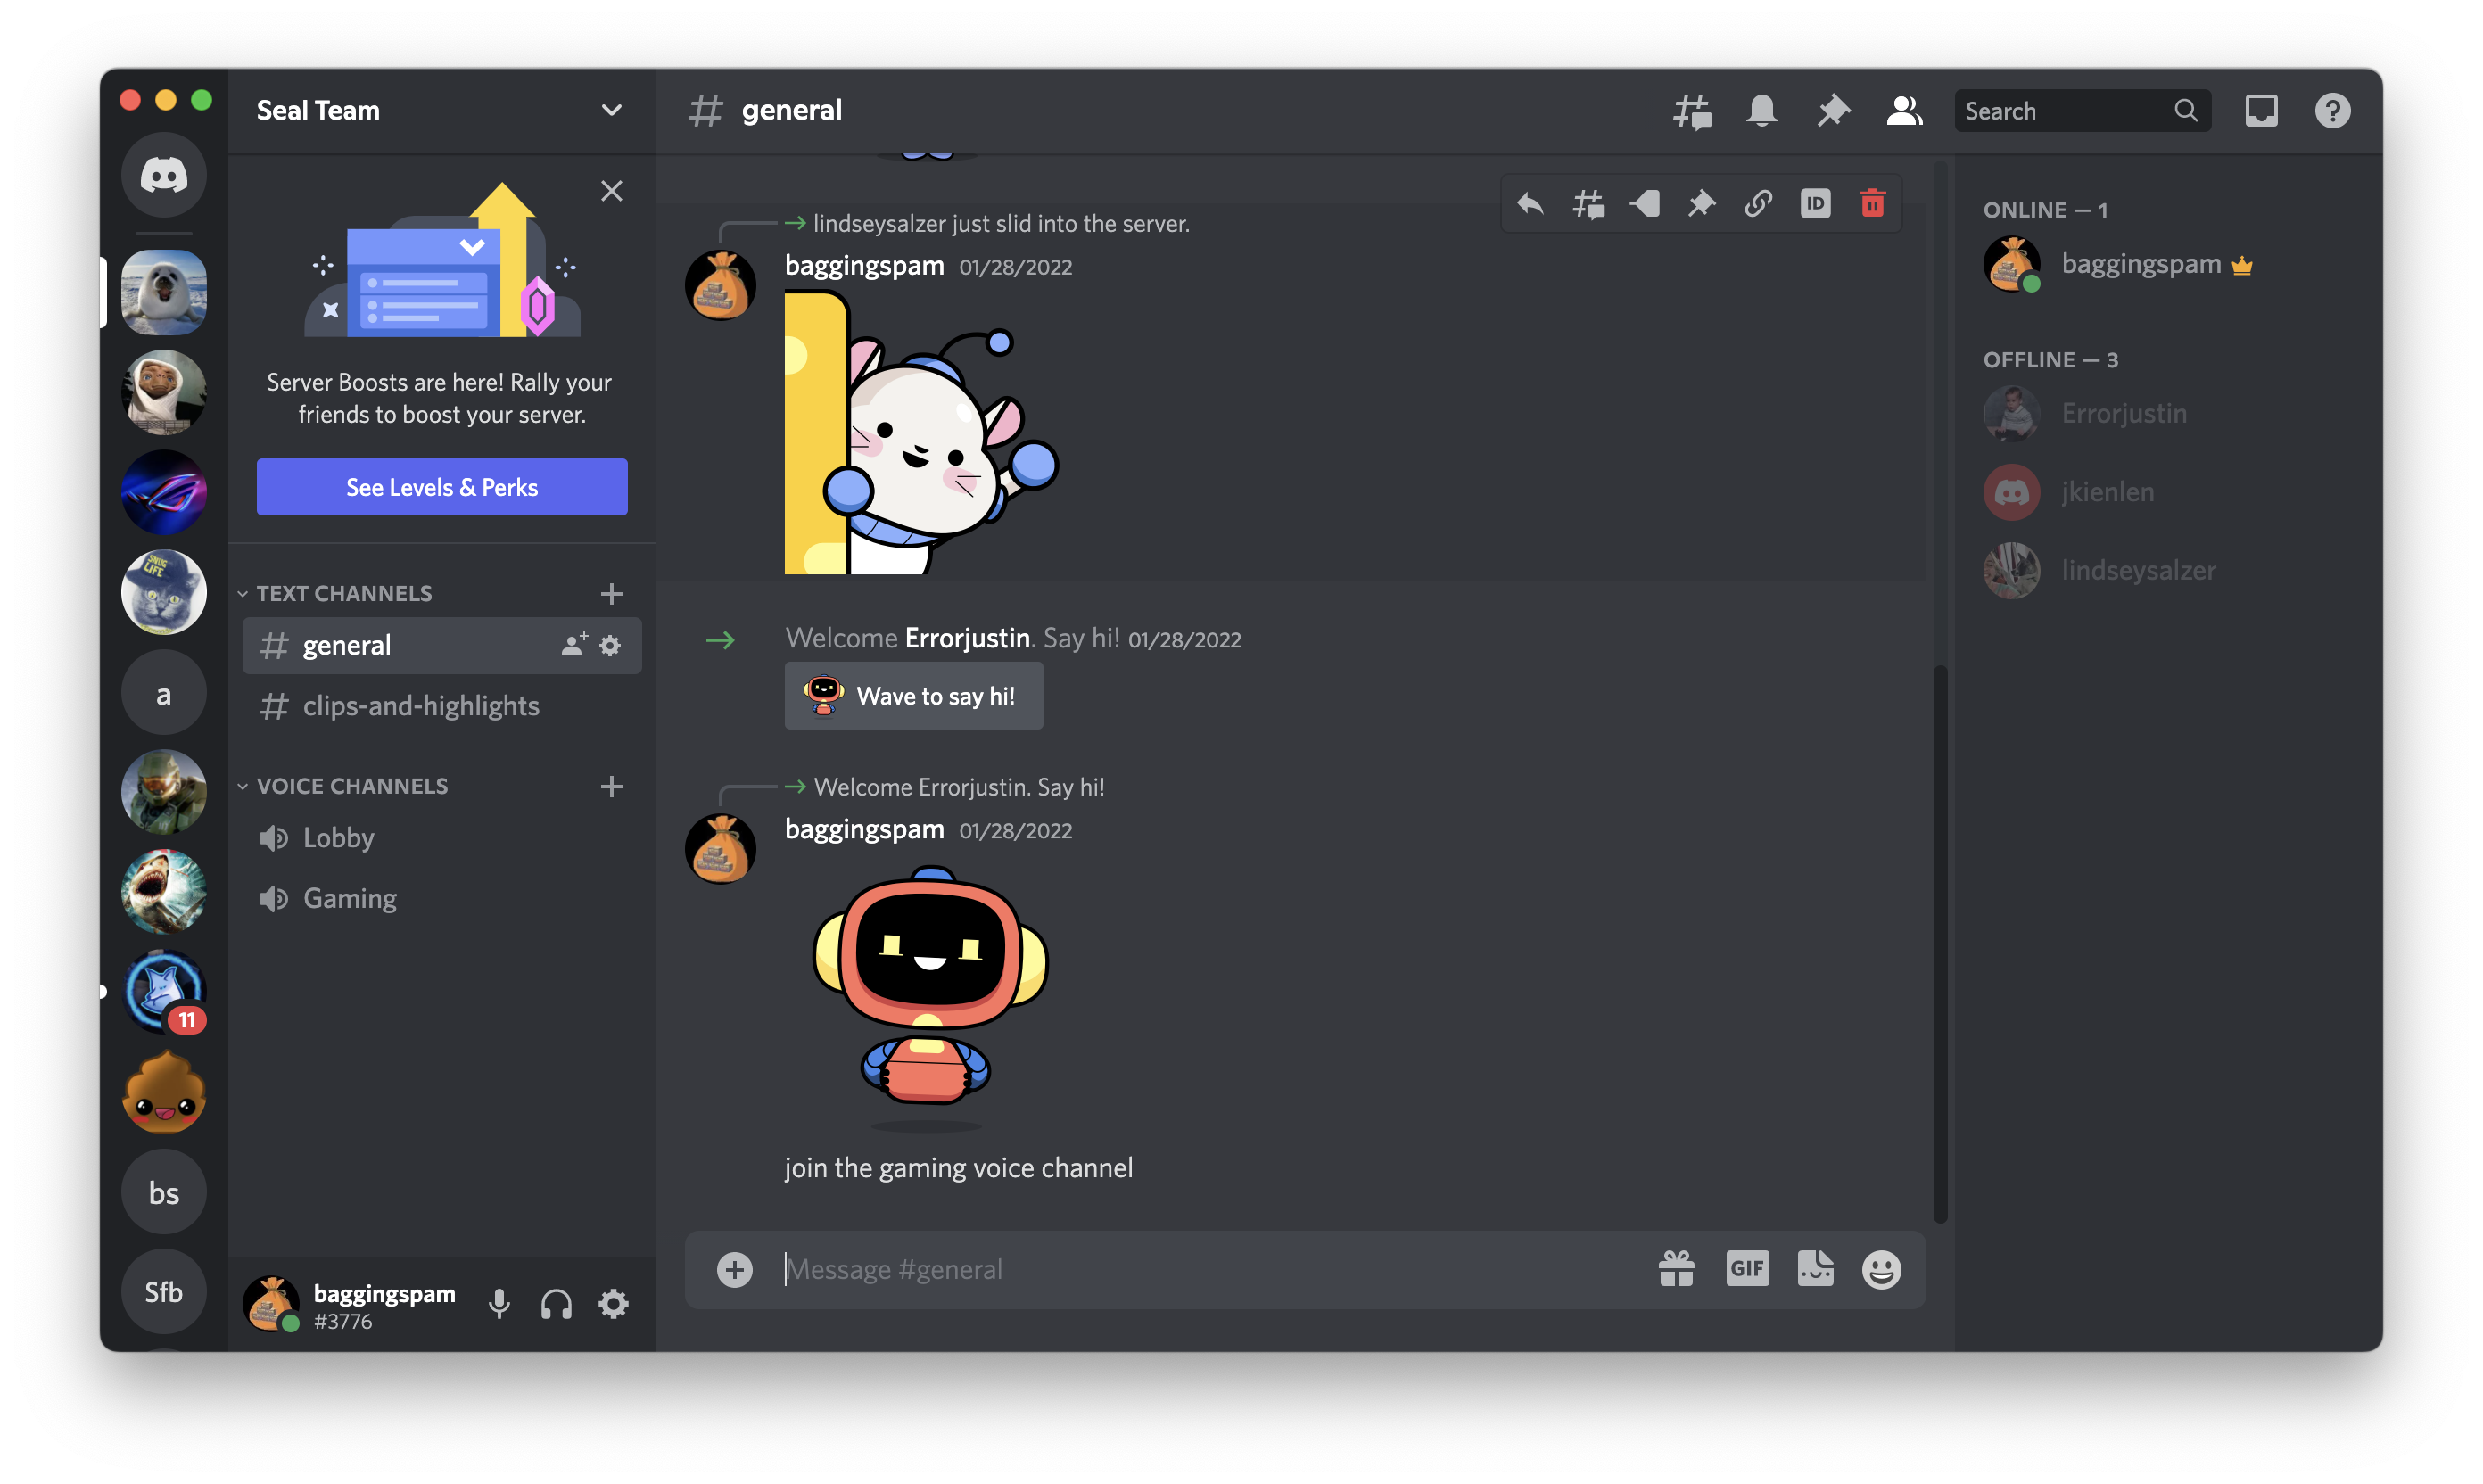 Seal Team
Server Boosts are here! Rally your
friends to boost your server.
See Levels & Perks
TEXT CHANNELS
general
clips-and-highlights
VOICE CHANNELS
Lobby
Gaming
SNUG
LIFE
a
11
bs
Sfb
baggingspam
#3776
# general
Search
ID
lindseysalzer just slid into the server.
baggingspam 01/28/2022
Welcome Errorjustin. Say hi! 01/28/2022
Wave to say hi!
Welcome Errorjustin. Say hi!
baggingspam 01/28/2022
join the gaming voice channel
Message #general
GIF
ONLINE — 1
baggingspam
OFFLINE — 3
Errorjustin
jkienlen
lindseysalzer